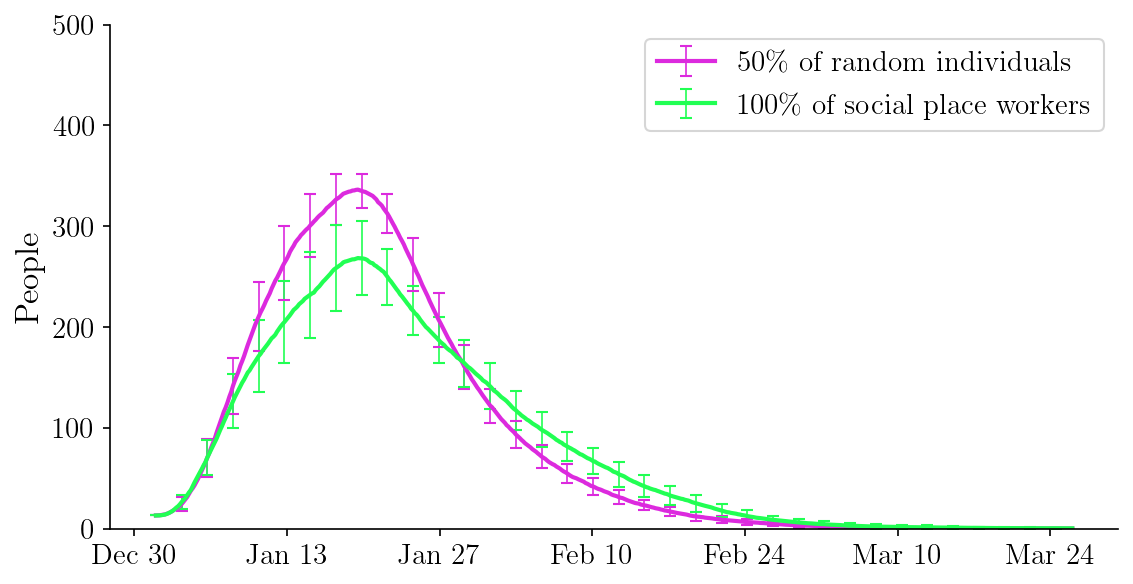 500
400
300
200
100
0
People
50% of random individuals
100% of social place workers
Dec 30 Jan 13 Jan 27 Feb 10 Feb 24 Mar 10 Mar 24